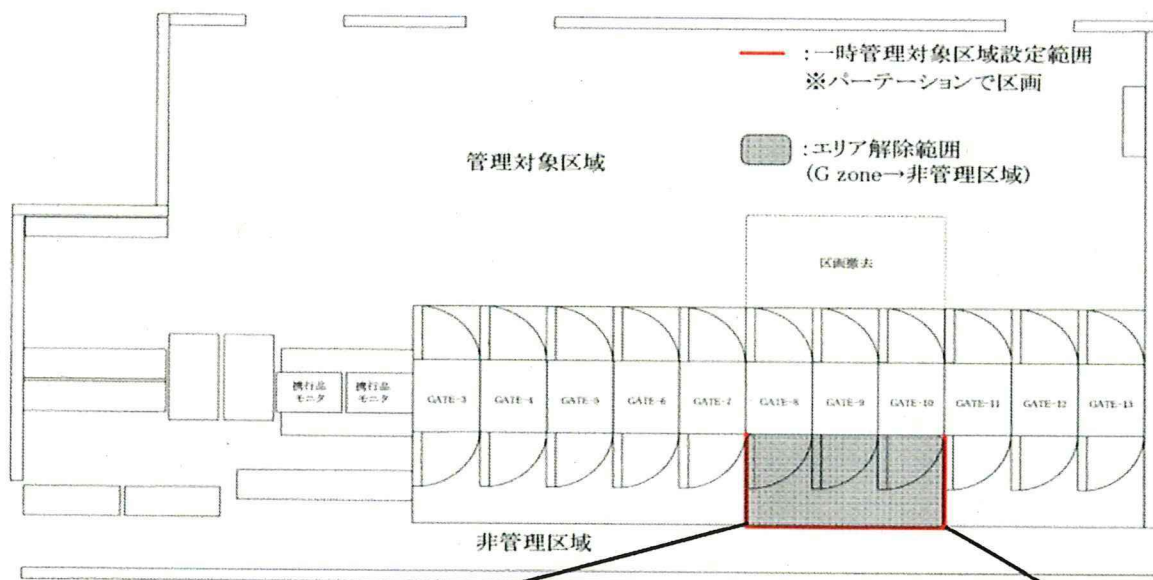 :一時管理対象区域設定範囲
※パーテーションで区画
:エリア解除範囲
(G zone→非管理区域)
管理対象区域
区画撤去
携行品
モニタ
携行品
モニタ
GATE-3
GATE-4
GATE-5
GATE-6
GATE-7
GATE-8
GATE-9
GATE-10
GATE-11
GATE-12
GATE-13
非管理区域